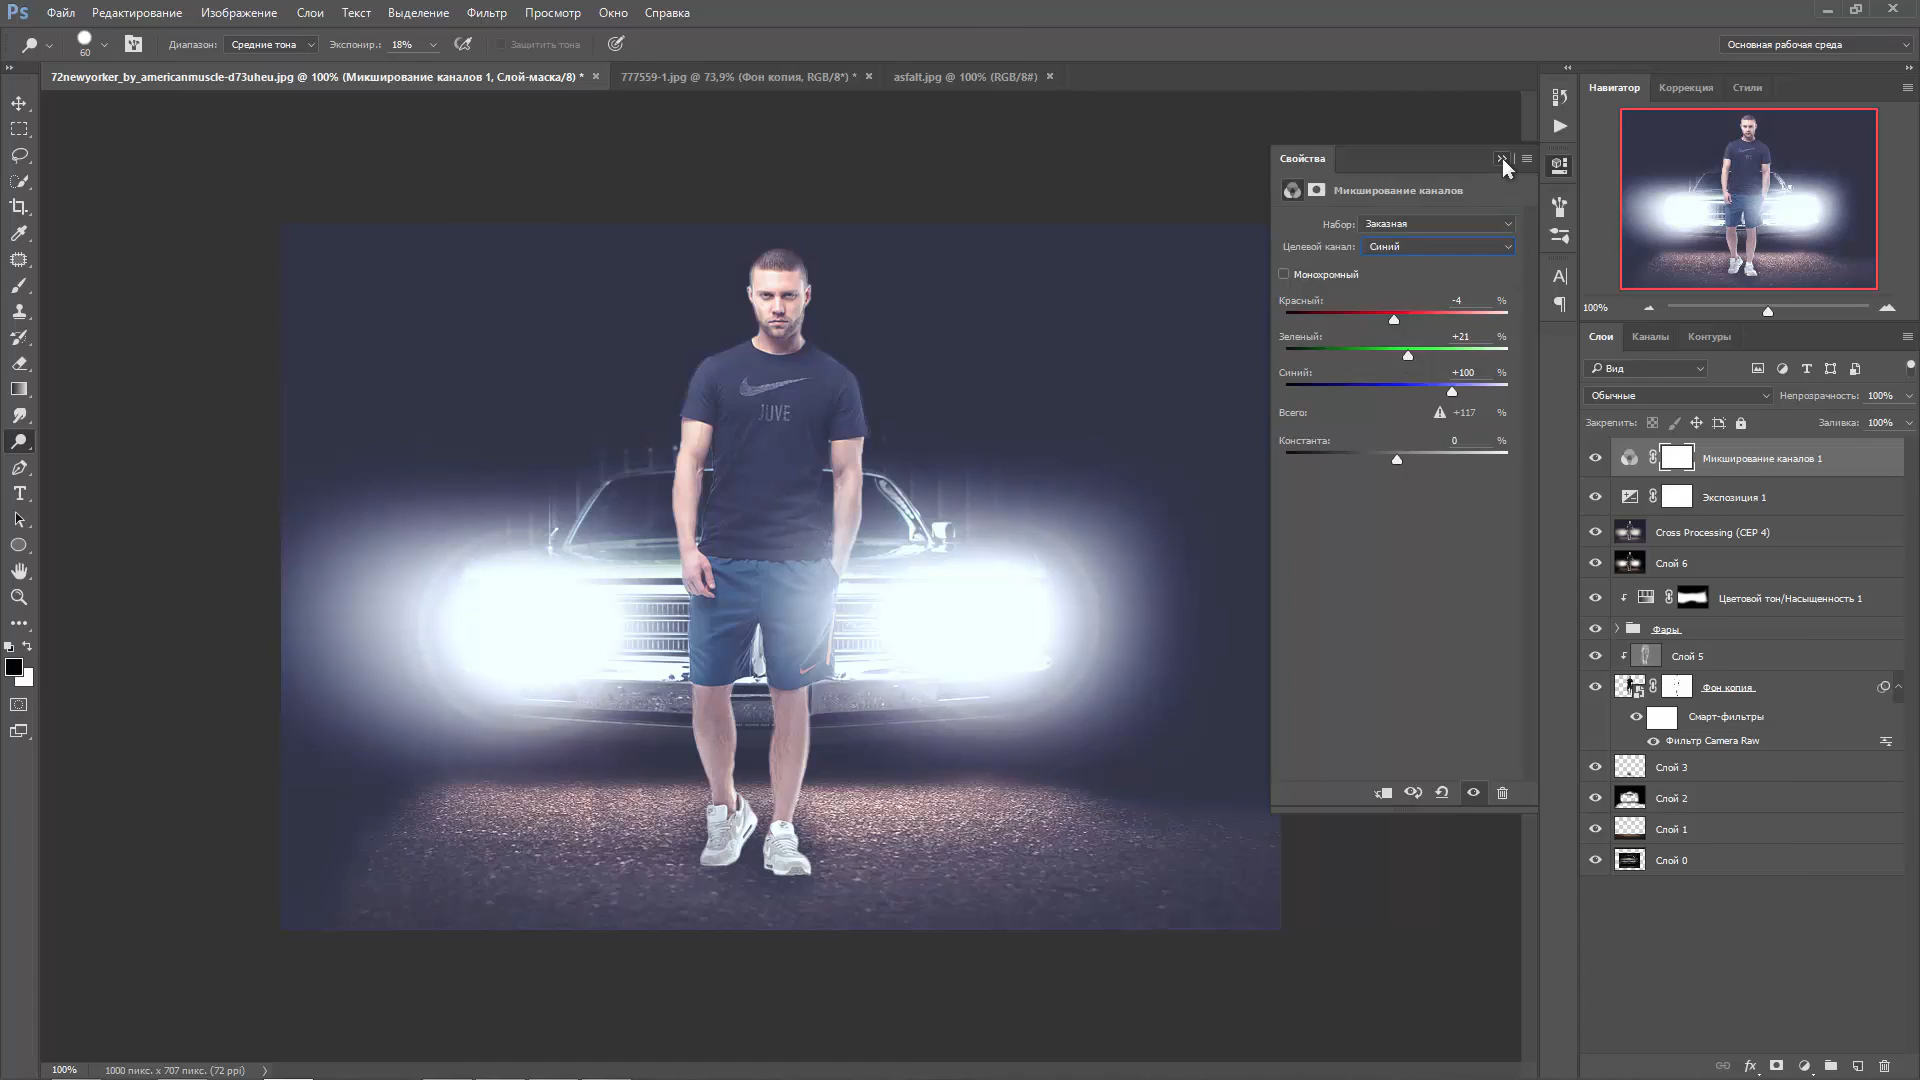 Ps Файл Редактирование Изображение Слои Текст Выделение Фильтр Просмотр Окно Справка
60 Диапазон: Средние тона Экспонир.: 18% Защитить тона Основная рабочая среда
72newyorker_by_americanmuscle-d73uheu.jpg @ 100% (Микширование каналов 1, Слой-маска/8) * × 777559-1.jpg @ 73,9% (Фон копия, RGB/8*) * × asfalt.jpg @ 100% (RGB/8#) ×
Навигатор Коррекция Стили
Свойства
Микширование каналов
Набор: Заказная
Целевой канал: Синий
Монохромный
Красный: -4 %
Зеленый: +21 %
Синий: +100 %
Всего: +117 %
Константа: 0 %
JUVE
100%
Слои Каналы Контуры
Вид
Обычные Непрозрачность: 100%
Закрепить: Заливка: 100%
Микширование каналов 1
Экспозиция 1
Cross Processing (CEP 4)
Слой 6
Цветовой тон/Насыщенность 1
Фары
Слой 5
Фон копия
Смарт-фильтры
Фильтр Camera Raw
Слой 3
Слой 2
Слой 1
Слой 0
100% 1000 пикс. x 707 пикс. (72 ppi)